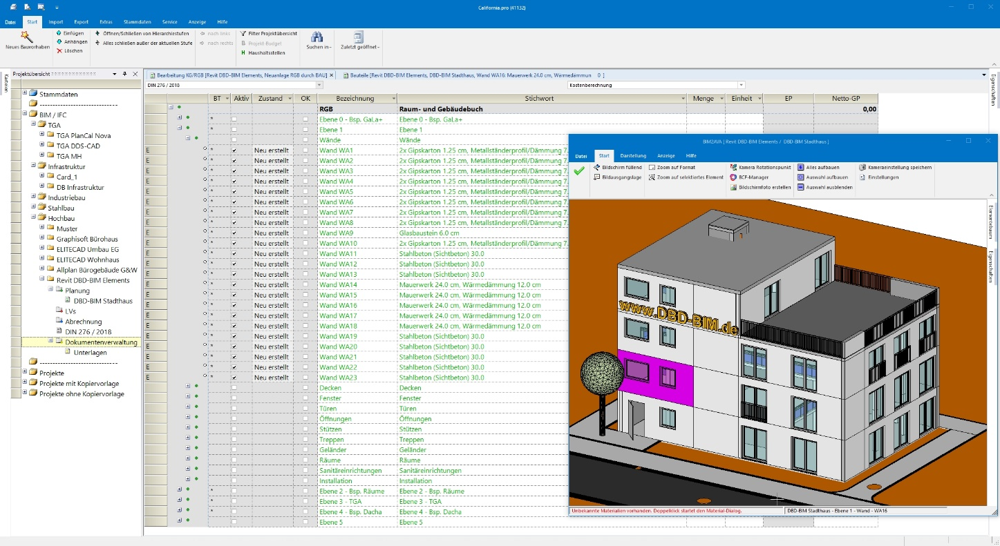 California.pro (41132)
Datei Start Import Export Extras Stammdaten Service Anzeige Hilfe
Neues Bauvorhaben
Einfügen
Anhängen
Löschen
Öffnen/Schließen von Hierarchiestufen
Alles schließen außer der aktuellen Stufe
nach links
nach rechts
Filter Projektübersicht
Projekt-Budget
Haushaltsstellen
Suchen in
Zuletzt geöffnet
Karteien
Projektübersicht
Stammdaten
BIM / IFC
TGA
TGA PlanCal Nova
TGA DDS-CAD
TGA MH
Infrastruktur
Card_1
DB Infrastruktur
Industriebau
Stahlbau
Hochbau
Muster
Graphisoft Bürohaus
ELITECAD Umbau EG
ELITECAD Wohnhaus
Allplan Bürogebäude G&W
Revit DBD-BIM Elements
Planung
DBD-BIM Stadthaus
LVs
Abrechnung
DIN 276 / 2018
Dokumentenverwaltung
Unterlagen
Projekte
Projekte mit Kopiervorlage
Projekte ohne Kopiervorlage
Bearbeitung KG/RGB [Revit DBD-BIM Elements, Neuanlage RGB durch BAU]
Bauteile [Revit DBD-BIM Elements, DBD-BIM Stadthaus, Wand WA16: Mauerwerk 24.0 cm, Wärmedämmun 0 ]
Eigenschaften
DIN 276 / 2018 Kostenberechnung
BT Aktiv Zustand OK Bezeichnung Stichwort Menge Einheit EP Netto-GP
RGB Raum- und Gebäudebuch 0,00
* Ebene 0 - Bsp. GaLa+ Ebene 0 - Bsp. GaLa+
* Ebene 1 Ebene 1
Wände Wände
E * Neu erstellt Wand WA1 2x Gipskarton 1.25 cm, Metallständerprofil/Dämmung 7.
E * Neu erstellt Wand WA2 2x Gipskarton 1.25 cm, Metallständerprofil/Dämmung 7.
E * Neu erstellt Wand WA3 2x Gipskarton 1.25 cm, Metallständerprofil/Dämmung 7.
E * Neu erstellt Wand WA4 2x Gipskarton 1.25 cm, Metallständerprofil/Dämmung 7.
E * Neu erstellt Wand WA5 2x Gipskarton 1.25 cm, Metallständerprofil/Dämmung 7.
E * Neu erstellt Wand WA6 2x Gipskarton 1.25 cm, Metallständerprofil/Dämmung 7.
E * Neu erstellt Wand WA7 2x Gipskarton 1.25 cm, Metallständerprofil/Dämmung 7.
E * Neu erstellt Wand WA8 2x Gipskarton 1.25 cm, Metallständerprofil/Dämmung 7.
E * Neu erstellt Wand WA9 Glasbaustein 6.0 cm
E * Neu erstellt Wand WA10 2x Gipskarton 1.25 cm, Metallständerprofil/Dämmung 7.
E * Neu erstellt Wand WA11 Stahlbeton (Sichtbeton) 30.0
E * Neu erstellt Wand WA12 Stahlbeton (Sichtbeton) 30.0
E * Neu erstellt Wand WA13 Stahlbeton (Sichtbeton) 30.0
E * Neu erstellt Wand WA14 Mauerwerk 24.0 cm, Wärmedämmung 12.0 cm
E * Neu erstellt Wand WA15 Mauerwerk 24.0 cm, Wärmedämmung 12.0 cm
E * Neu erstellt Wand WA16 Mauerwerk 24.0 cm, Wärmedämmung 12.0 cm
E * Neu erstellt Wand WA17 Mauerwerk 24.0 cm, Wärmedämmung 12.0 cm
E * Neu erstellt Wand WA18 Mauerwerk 24.0 cm, Wärmedämmung 12.0 cm
E * Neu erstellt Wand WA19 Stahlbeton (Sichtbeton) 30.0
E * Neu erstellt Wand WA20 Stahlbeton (Sichtbeton) 30.0
E * Neu erstellt Wand WA21 Stahlbeton (Sichtbeton) 30.0
E * Neu erstellt Wand WA22 Stahlbeton (Sichtbeton) 30.0
E * Neu erstellt Wand WA23 Stahlbeton (Sichtbeton) 30.0
Decken Decken
Fenster Fenster
Türen Türen
Öffnungen Öffnungen
Stützen Stützen
Treppen Treppen
Geländer Geländer
Räume Räume
Sanitäreinrichtungen Sanitäreinrichtungen
Installation Installation
* Ebene 2 - Bsp. Räume Ebene 2 - Bsp. Räume
* Ebene 3 - TGA Ebene 3 - TGA
* Ebene 4 - Bsp. Dacha Ebene 4 - Bsp. Dacha
Ebene 5 Ebene 5
BIM2AVA [ Revit DBD-BIM Elements / DBD-BIM Stadthaus ]
Datei Start Darstellung Anzeige Hilfe
Bildschirm füllend
Bildausgangslage
Zoom auf Format
Zoom auf selektiertes Element
Kamera Rotationspunkt
BCF-Manager
Bildschirmfoto erstellen
Alles aufbauen
Auswahl aufbauen
Auswahl ausblenden
Kameraeinstellung speichern
Einstellungen
Elementebaum
Eigenschaften
www.DBD-BIM.de
Unbekannte Materialien vorhanden. Doppelklick startet den Material-Dialog.
DBD-BIM Stadthaus - Ebene 1 - Wand - WA16